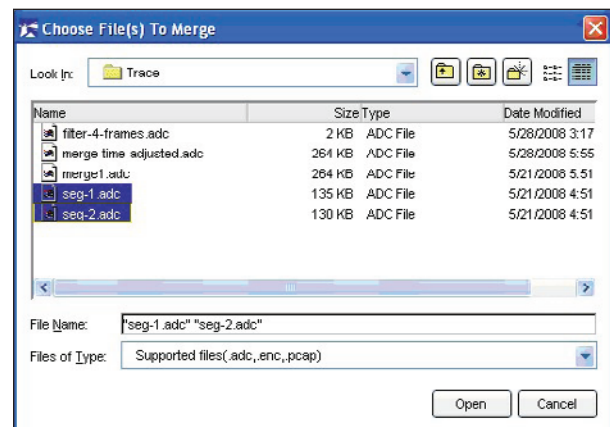 Choose File(s) To Merge
Look In: Trace
Name Size Type Date Modified
filter-4-frames.adc 2 KB ADC File 5/28/2008 3:17
merge time adjusted.adc 264 KB ADC File 5/28/2008 5:55
merge1.adc 264 KB ADC File 5/21/2008 5:51
seg-1.adc 135 KB ADC File 5/21/2008 4:51
seg-2.adc 130 KB ADC File 5/21/2008 4:51
File Name: "seg-1.adc" "seg-2.adc"
Files of Type: Supported files(.adc,.enc,.pcap)
Open Cancel